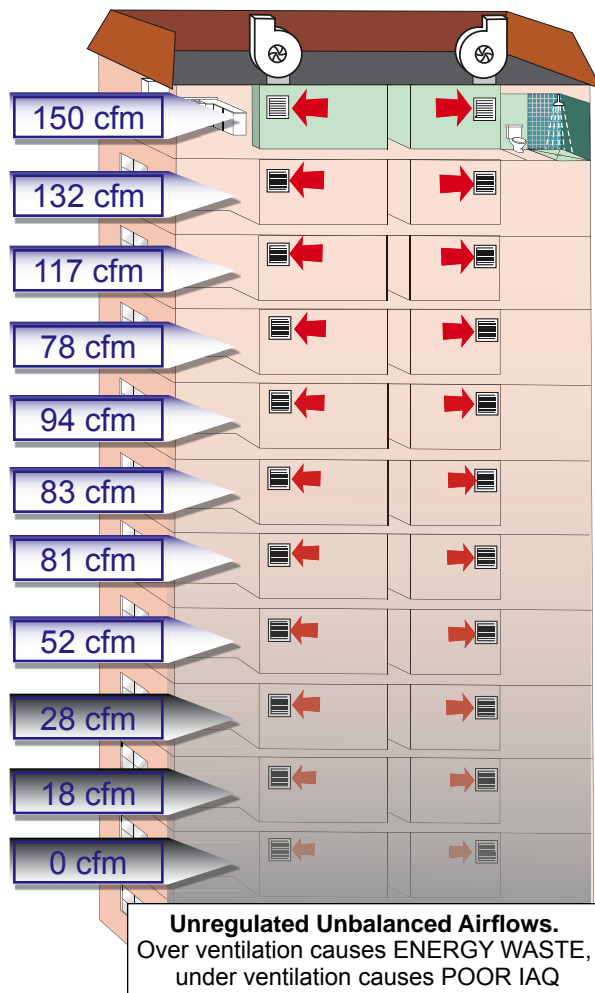 150 cfm
132 cfm
117 cfm
78 cfm
94 cfm
83 cfm
81 cfm
52 cfm
28 cfm
18 cfm
0 cfm
Unregulated Unbalanced Airflows.
Over ventilation causes ENERGY WASTE,
under ventilation causes POOR IAQ